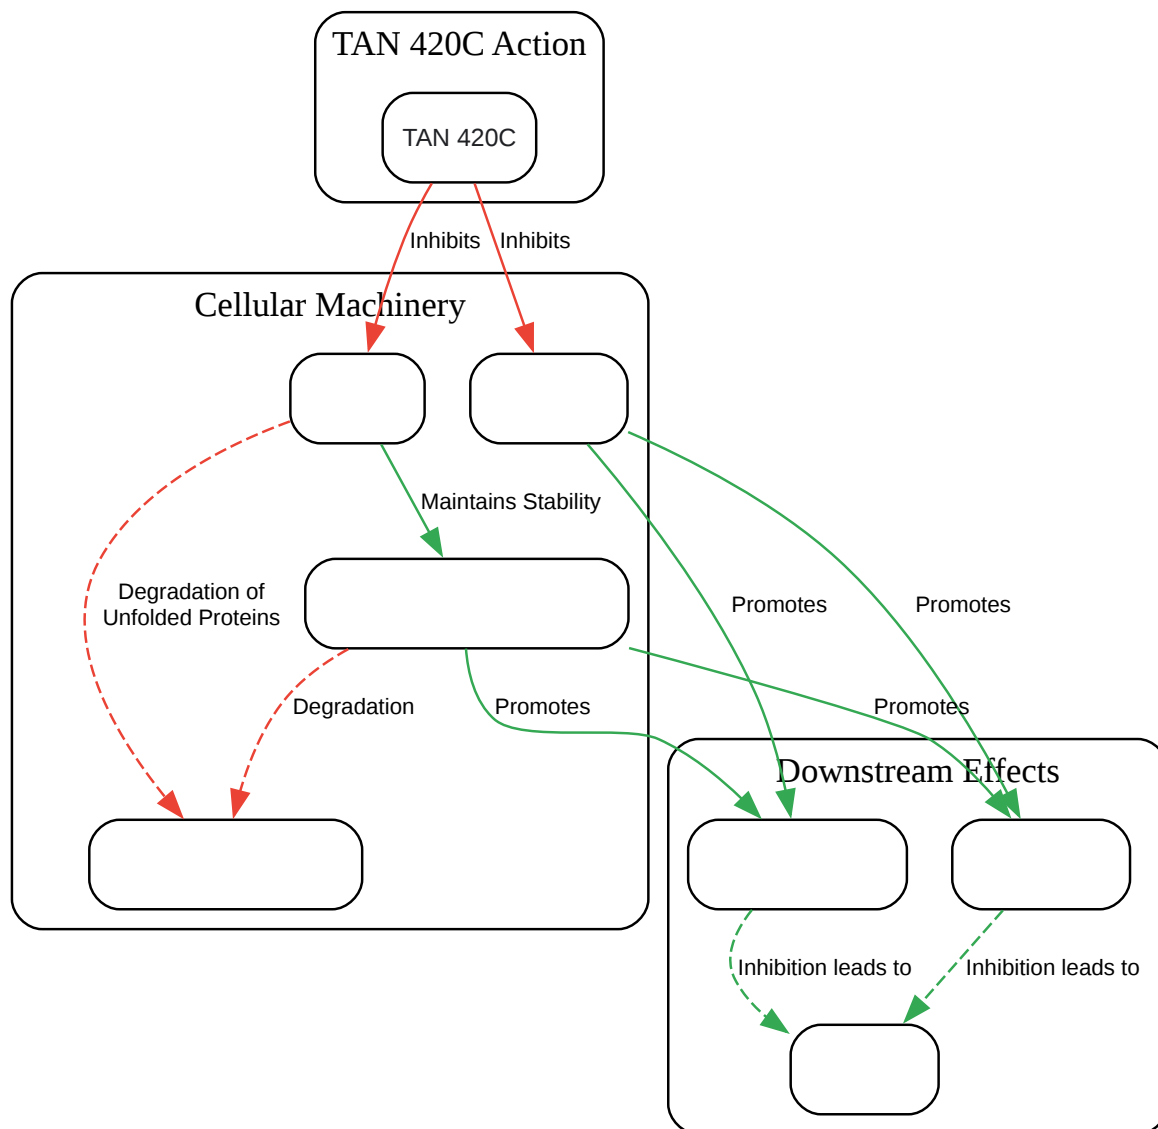 TAN 420C Action
TAN 420C
Inhibits
Inhibits
Cellular Machinery
Maintains Stability
Degradation of
Unfolded Proteins
Promotes
Promotes
Degradation
Promotes
Promotes
Downstream Effects
Inhibition leads to
Inhibition leads to